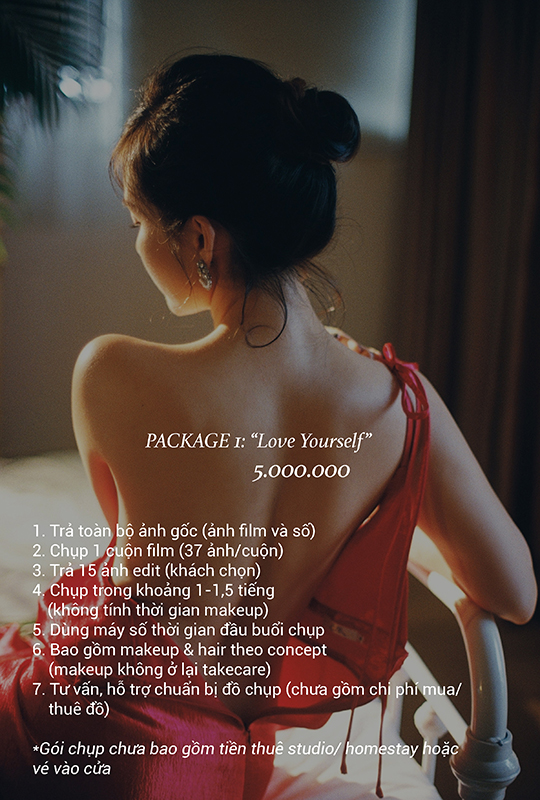 PACKAGE 1: “Love Yourself”
5.000.000
1. Trả toàn bộ ảnh gốc (ảnh film và số)
2. Chụp 1 cuộn film (37 ảnh/cuộn)
3. Trả 15 ảnh edit (khách chọn)
4. Chụp trong khoảng 1-1,5 tiếng
(không tính thời gian makeup)
5. Dùng máy số thời gian đầu buổi chụp
6. Bao gồm makeup & hair theo concept
(makeup không ở lại takecare)
7. Tư vấn, hỗ trợ chuẩn bị đồ chụp (chưa gồm chi phí mua/
thuê đồ)
*Gói chụp chưa bao gồm tiền thuê studio/ homestay hoặc
vé vào cửa